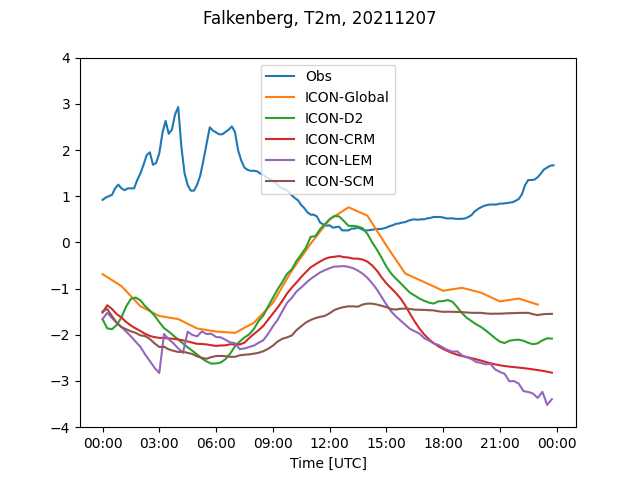 Falkenberg, T2m, 20211207
4
3
2
1
0
−1
−2
−3
−4
Obs
ICON-Global
ICON-D2
ICON-CRM
ICON-LEM
ICON-SCM
00:00 03:00 06:00 09:00 12:00 15:00 18:00 21:00 00:00
Time [UTC]